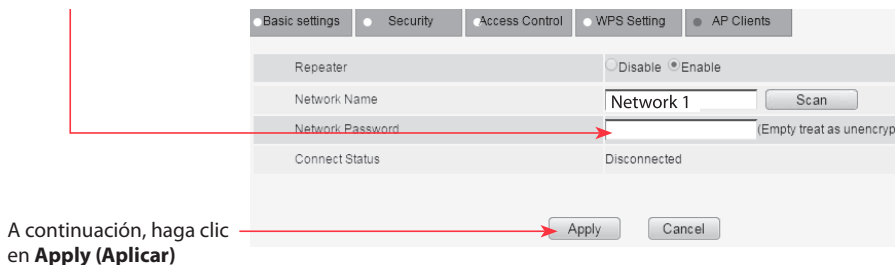 Basic settings Security Access Control WPS Setting AP Clients
Repeater Disable Enable
Network Name Network 1 Scan
Network Password (Empty treat as unencryp
Connect Status Disconnected
A continuación, haga clic
en Apply (Aplicar)
Apply Cancel